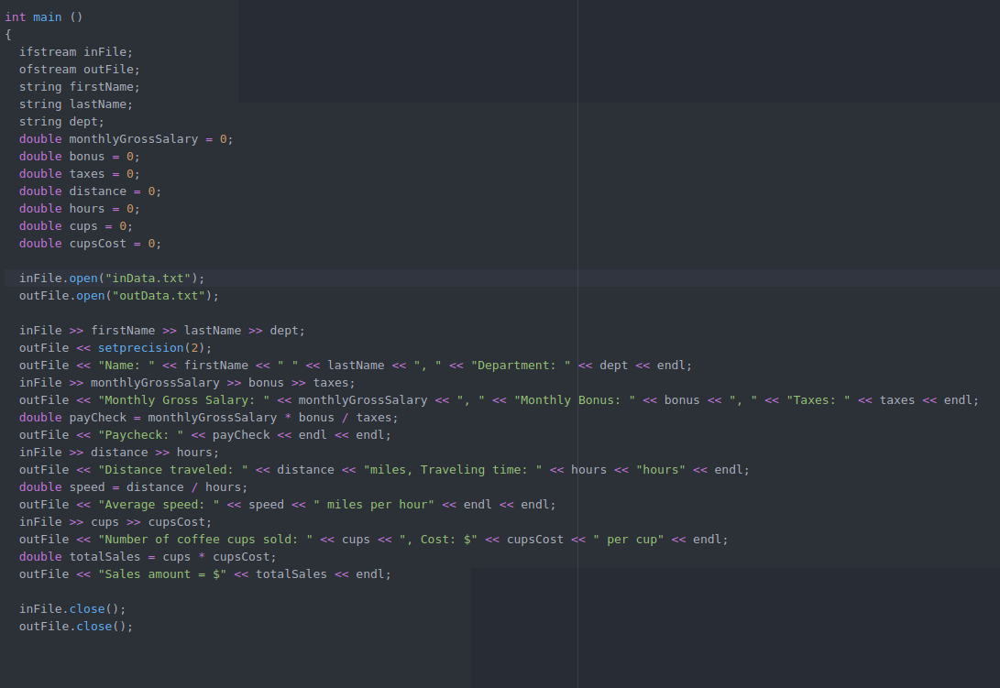 int main ()
{
  ifstream inFile;
  ofstream outFile;
  string firstName;
  string lastName;
  string dept;
  double monthlyGrossSalary = 0;
  double bonus = 0;
  double taxes = 0;
  double distance = 0;
  double hours = 0;
  double cups = 0;
  double cupsCost = 0;

  inFile.open("inData.txt");
  outFile.open("outData.txt");

  inFile >> firstName >> lastName >> dept;
  outFile << setprecision(2);
  outFile << "Name: " << firstName << " " << lastName << ", " << "Department: " << dept << endl;
  inFile >> monthlyGrossSalary >> bonus >> taxes;
  outFile << "Monthly Gross Salary: " << monthlyGrossSalary << ", " << "Monthly Bonus: " << bonus << ", " << "Taxes: " << taxes << endl;
  double payCheck = monthlyGrossSalary * bonus / taxes;
  outFile << "Paycheck: " << payCheck << endl << endl;
  inFile >> distance >> hours;
  outFile << "Distance traveled: " << distance << "miles, Traveling time: " << hours << "hours" << endl;
  double speed = distance / hours;
  outFile << "Average speed: " << speed << " miles per hour" << endl << endl;
  inFile >> cups >> cupsCost;
  outFile << "Number of coffee cups sold: " << cups << ", Cost: $" << cupsCost << " per cup" << endl;
  double totalSales = cups * cupsCost;
  outFile << "Sales amount = $" << totalSales << endl;

  inFile.close();
  outFile.close();